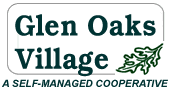 Glen Oaks
Village
A SELF-MANAGED COOPERATIVE